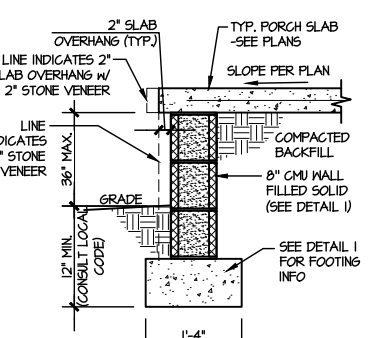 2" SLAB
OVERHANG (TYP.)
LINE INDICATES 2"
LAB OVERHANG W/
2" STONE VENEER
TYP. PORCH SLAB
-SEE PLANS
SLOPE PER PLAN
LINE
DICATES
" STONE
VENEER
36" MAX.
COMPACTED
BACKFILL
8" CMU WALL
FILLED SOLID
(SEE DETAIL 1)
GRADE
12" MIN.
(CONSULT LOCAL
CODE)
SEE DETAIL 1
FOR FOOTING
INFO
1'-4"